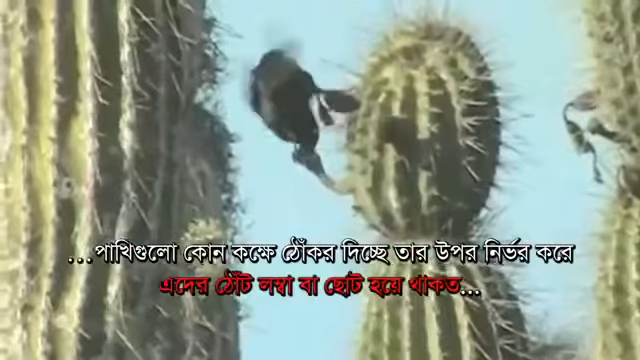 ...পাখিগুলো কোন কক্ষে ঠোঁকর দিচ্ছে তার উপর নির্ভর করে
এদের ঠোঁট লম্বা বা ছোট হয়ে থাকত...